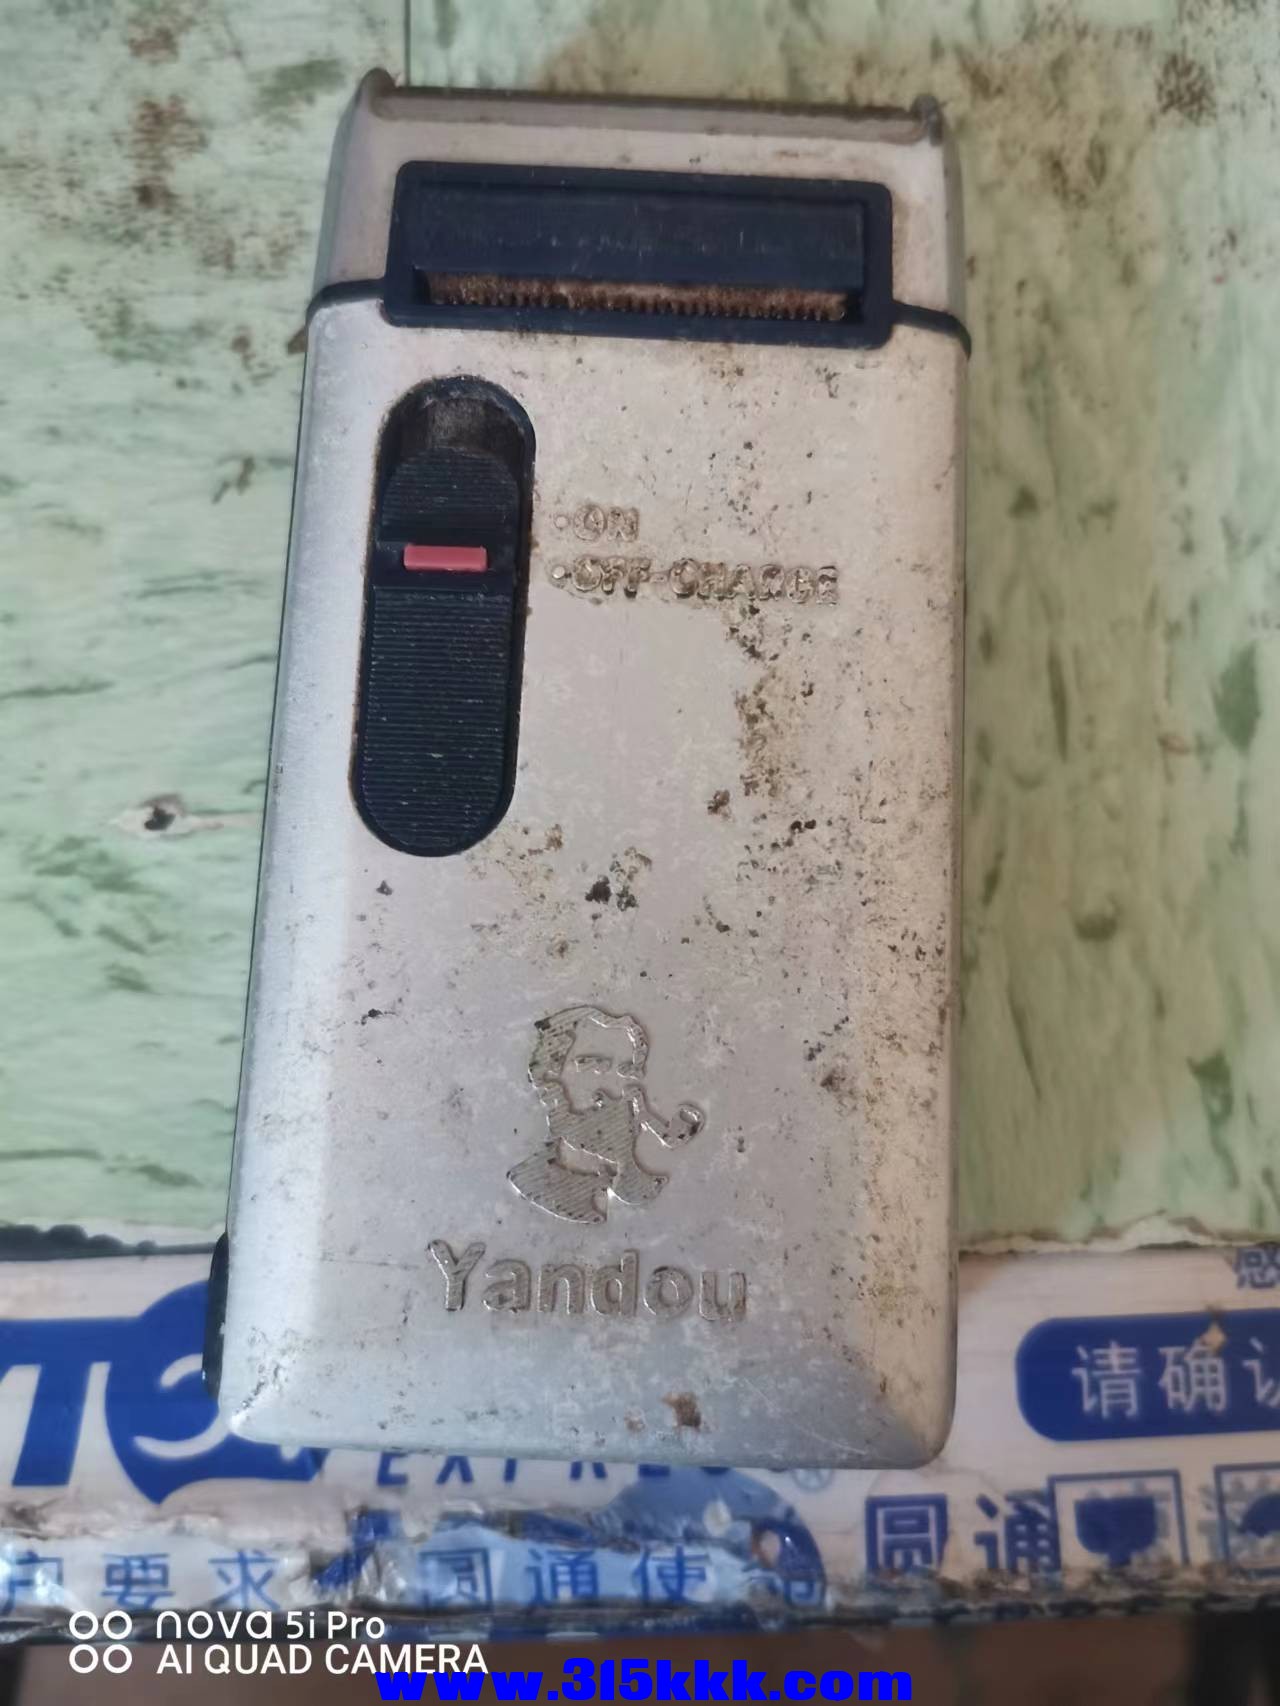 ·ON
·OFF-CHARGE
Yandou
请确认
圆通
户要求
圆通使
nova 5i Pro
AI QUAD CAMERA
www.315kkk.com